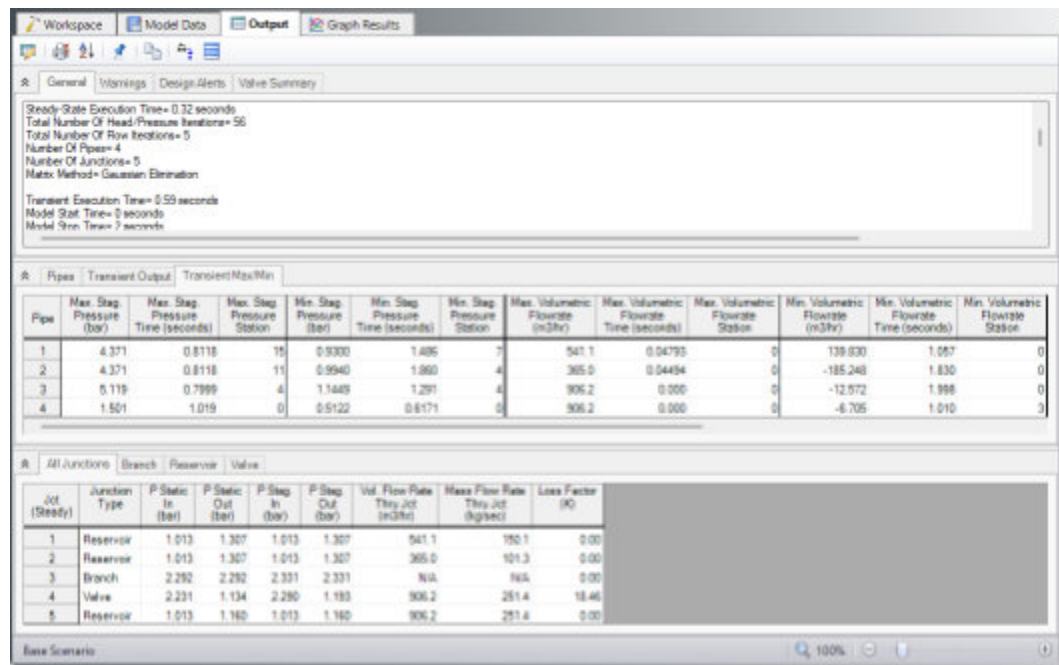 Workspace Model Data Output Graph Results
General Warnings Design Alerts Valve Summary
Steady-State Execution Time= 0.32 seconds
Total Number Of Head/Pressure Iterations= 56
Total Number Of Flow Iterations= 5
Number Of Pipes= 4
Number Of Junctions= 5
Matrix Method= Gaussian Elimination
Transient Execution Time= 0.59 seconds
Model Start Time= 0 seconds
Model Stop Time= 2 seconds
Pipes Transient Output Transient Max/Min
Pipe Max. Stag. Pressure (bar) Max. Stag. Pressure Time (seconds) Max. Stag. Pressure Station Min. Stag. Pressure (bar) Min. Stag. Pressure Time (seconds) Min. Stag. Pressure Station Max. Volumetric Flowrate (m3/hr) Max. Volumetric Flowrate Time (seconds) Max. Volumetric Flowrate Station Min. Volumetric Flowrate (m3/hr) Min. Volumetric Flowrate Time (seconds) Min. Volumetric Flowrate Station
1 4.371 0.8118 15 0.9300 1.486 7 541.1 0.04793 0 139.830 1.057 0
2 4.371 0.8118 11 0.9940 1.860 4 365.0 0.04494 0 -185.248 1.830 0
3 5.119 0.7999 4 1.1449 1.291 4 906.2 0.000 0 -12.572 1.998 0
4 1.501 1.019 0 0.5122 0.6171 0 906.2 0.000 0 -6.705 1.010 3
All Junctions Branch Reservoir Valve
Jct (Steady) Junction Type P Static In (bar) P Static Out (bar) P Stag. In (bar) P Stag. Out (bar) Vol. Flow Rate Thru Jct (m3/hr) Mass Flow Rate Thru Jct (kg/sec) Loss Factor (K)
1 Reservoir 1.013 1.307 1.013 1.307 541.1 150.1 0.00
2 Reservoir 1.013 1.307 1.013 1.307 365.0 101.3 0.00
3 Branch 2.292 2.292 2.331 2.331 N/A N/A 0.00
4 Valve 2.231 1.134 2.290 1.193 906.2 251.4 18.46
5 Reservoir 1.013 1.160 1.013 1.160 906.2 251.4 0.00
Base Scenario 100%